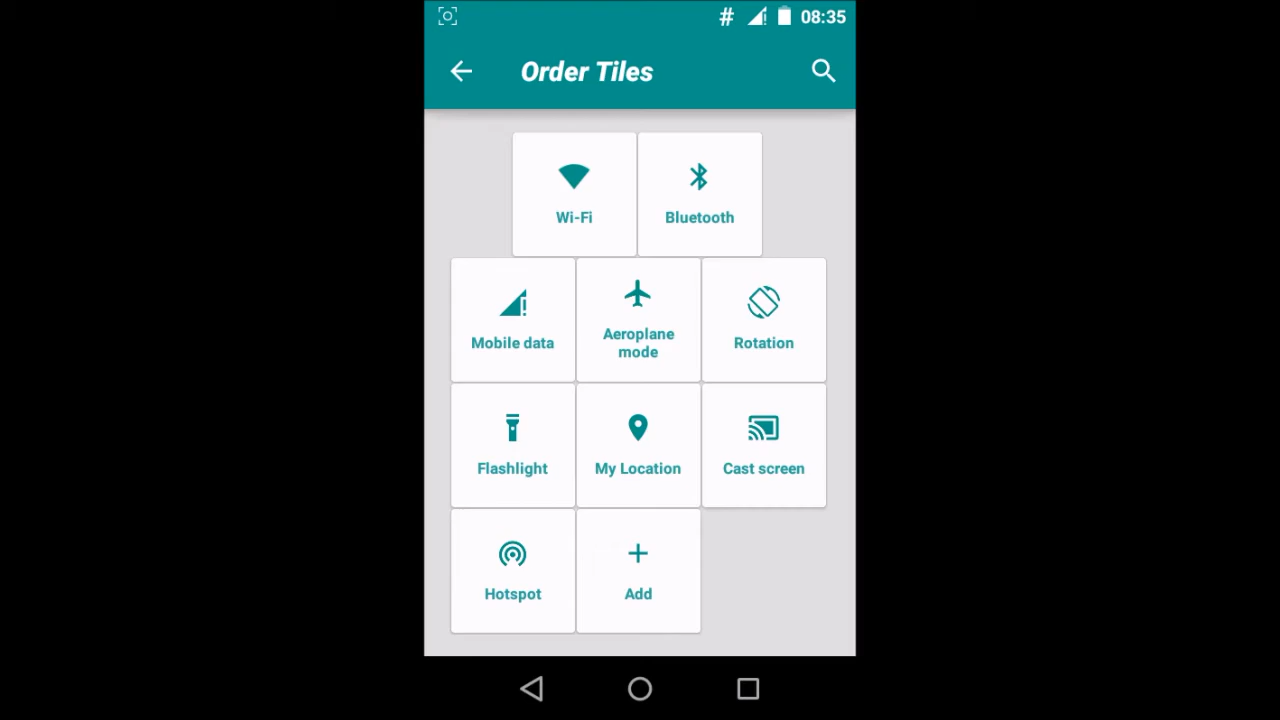 # 08:35
Order Tiles
Wi-Fi
Bluetooth
Mobile data
Aeroplane
mode
Rotation
Flashlight
My Location
Cast screen
Hotspot
Add